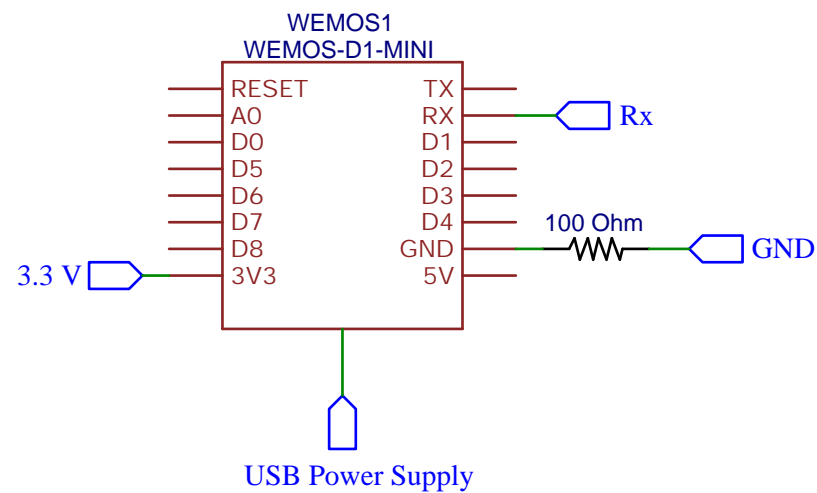 WEMOS1
WEMOS-D1-MINI
RESET TX
A0 RX Rx
D0 D1
D5 D2
D6 D3
D7 D4 100 Ohm
D8 GND GND
3.3 V 3V3 5V
USB Power Supply